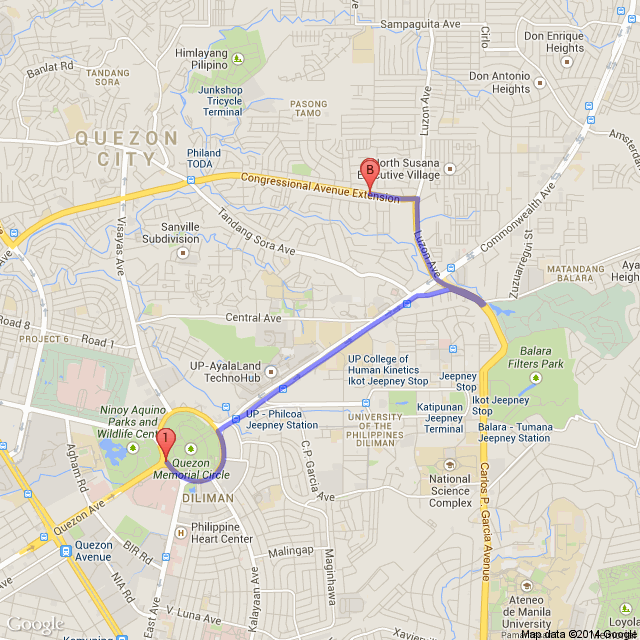 Sampaguita Ave
Cirlo
Don Enrique
Heights
Himlayang
Pilipino
Banlat Rd
TANDANG
SORA
Don Antonio
Heights
Junkshop
Tricycle
Terminal
PASONG
TAMO
Luzon Ave
Amsterdam
QUEZON
CITY
Philand
TODA
B
North Susana
Executive Village
Congressional Avenue Extension
Commonwealth Ave
Visayas Ave
Tandang Sora Ave
Sanville
Subdivision
Luzon Ave
Zuzuarregui St
MATANDANG
BALARA
Aya
Height
Road 8
Central Ave
PROJECT 6
Road 1
UP-AyalaLand
TechnoHub
UP College of
Human Kinetics
Ikot Jeepney Stop
Jeepney
Stop
Balara
Filters Park
Ninoy Aquino
Parks and
Wildlife Cent
UP - Philcoa
Jeepney Station
Katipunan
Jeepney
Terminal
Ikot Jeepney
Stop
UNIVERSITY
OF THE
PHILIPPINES
DILIMAN
Balara - Tumana
Jeepney Station
1
Quezon
Memorial Circle
Agham Rd
C.P. Garcia Ave
National
Science
Complex
Carlos P. Garcia Avenue
DILIMAN
Quezon Ave
Philippine
Heart Center
Quezon
Avenue
BIR Rd
Malingap
Maginhawa
NIA Rd
East Ave
Kalayaan Ave
V. Luna Ave
Ateneo
de Manila
University
Loyola
Kamuning
Xavierville
Google
Map data ©2014 Google